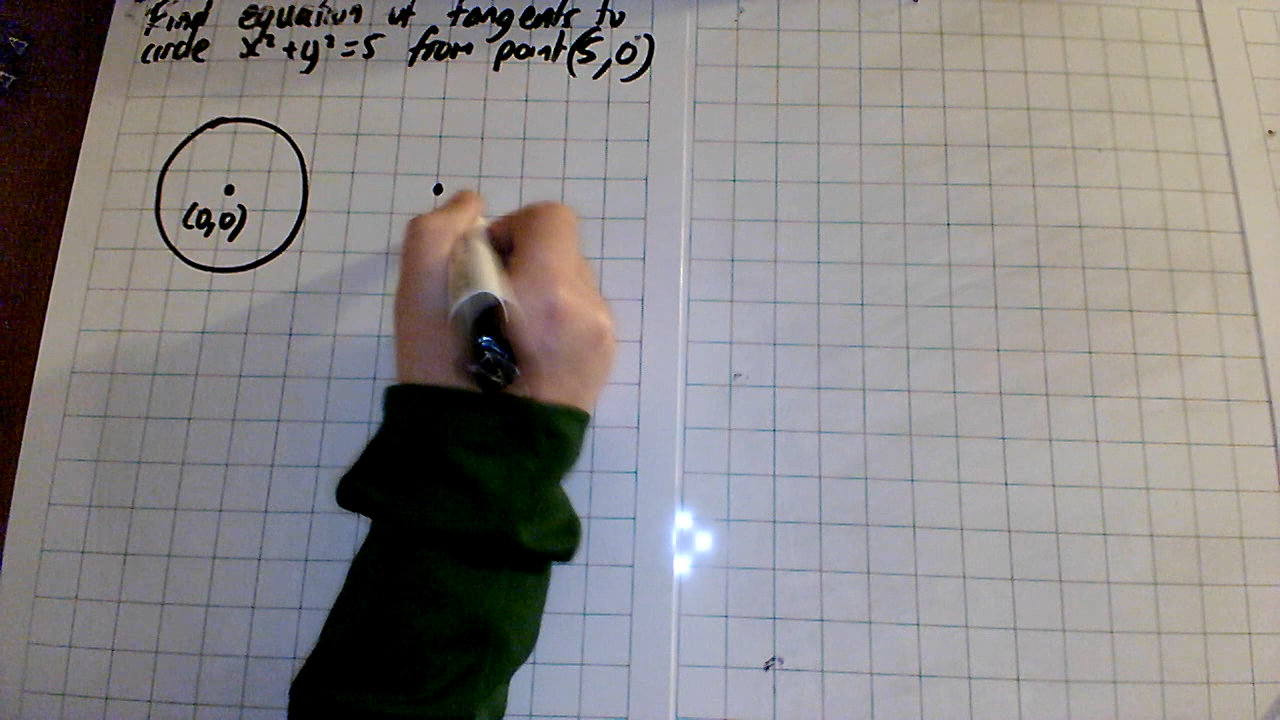 Find equation of tangents to
circle x²+y²=5 from point(5,0)
(0,0)